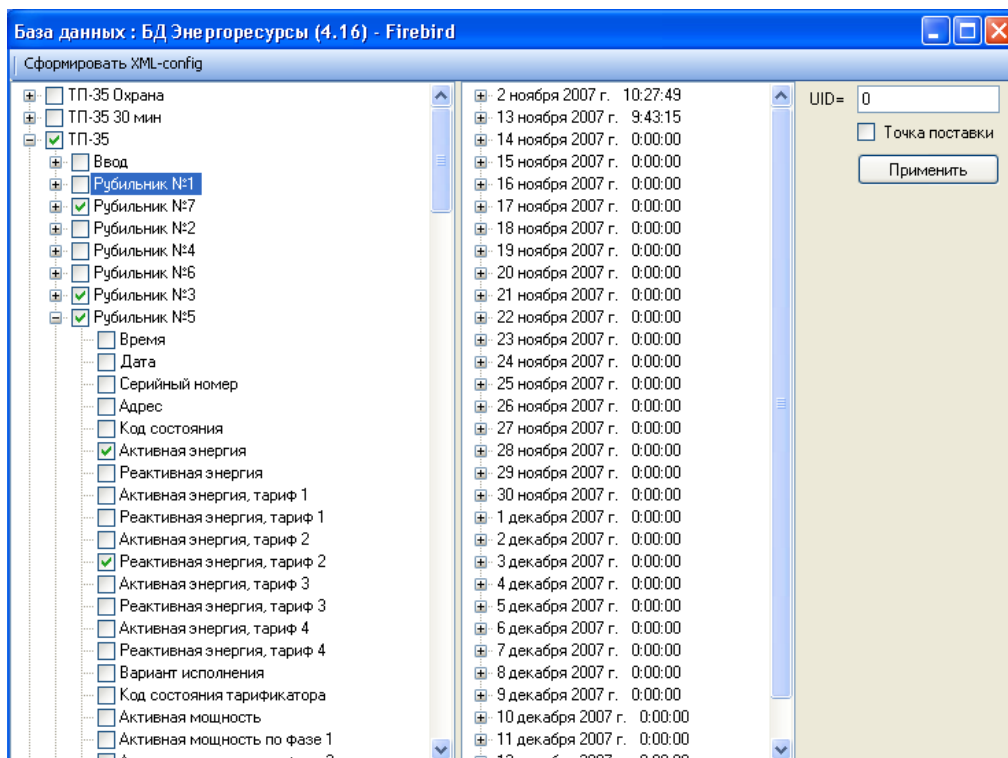 База данных : БД Энергоресурсы (4.16) - Firebird
Сформировать XML-config
ТП-35 Охрана
ТП-35 30 мин
ТП-35
Ввод
Рубильник №1
Рубильник №7
Рубильник №2
Рубильник №4
Рубильник №6
Рубильник №3
Рубильник №5
Время
Дата
Серийный номер
Адрес
Код состояния
Активная энергия
Реактивная энергия
Активная энергия, тариф 1
Реактивная энергия, тариф 1
Активная энергия, тариф 2
Реактивная энергия, тариф 2
Активная энергия, тариф 3
Реактивная энергия, тариф 3
Активная энергия, тариф 4
Реактивная энергия, тариф 4
Вариант исполнения
Код состояния тарификатора
Активная мощность
Активная мощность по фазе 1
2 ноября 2007 г. 10:27:49
13 ноября 2007 г. 9:43:15
14 ноября 2007 г. 0:00:00
15 ноября 2007 г. 0:00:00
16 ноября 2007 г. 0:00:00
17 ноября 2007 г. 0:00:00
18 ноября 2007 г. 0:00:00
19 ноября 2007 г. 0:00:00
20 ноября 2007 г. 0:00:00
21 ноября 2007 г. 0:00:00
22 ноября 2007 г. 0:00:00
23 ноября 2007 г. 0:00:00
24 ноября 2007 г. 0:00:00
25 ноября 2007 г. 0:00:00
26 ноября 2007 г. 0:00:00
27 ноября 2007 г. 0:00:00
28 ноября 2007 г. 0:00:00
29 ноября 2007 г. 0:00:00
30 ноября 2007 г. 0:00:00
1 декабря 2007 г. 0:00:00
2 декабря 2007 г. 0:00:00
3 декабря 2007 г. 0:00:00
4 декабря 2007 г. 0:00:00
5 декабря 2007 г. 0:00:00
6 декабря 2007 г. 0:00:00
7 декабря 2007 г. 0:00:00
8 декабря 2007 г. 0:00:00
9 декабря 2007 г. 0:00:00
10 декабря 2007 г. 0:00:00
11 декабря 2007 г. 0:00:00
UID= 0
Точка поставки
Применить